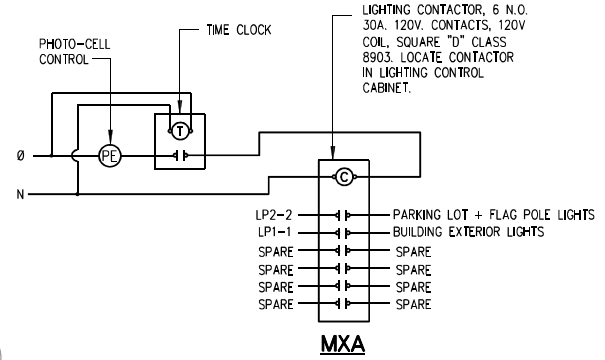 LIGHTING CONTACTOR, 6 N.O.
30A. 120V. CONTACTS, 120V
COIL, SQUARE "D" CLASS
8903. LOCATE CONTACTOR
IN LIGHTING CONTROL
CABINET.
TIME CLOCK
PHOTO-CELL
CONTROL
T
Ø
PE
N
C
LP2-2 PARKING LOT + FLAG POLE LIGHTS
LP1-1 BUILDING EXTERIOR LIGHTS
SPARE SPARE
SPARE SPARE
SPARE SPARE
SPARE SPARE
MXA